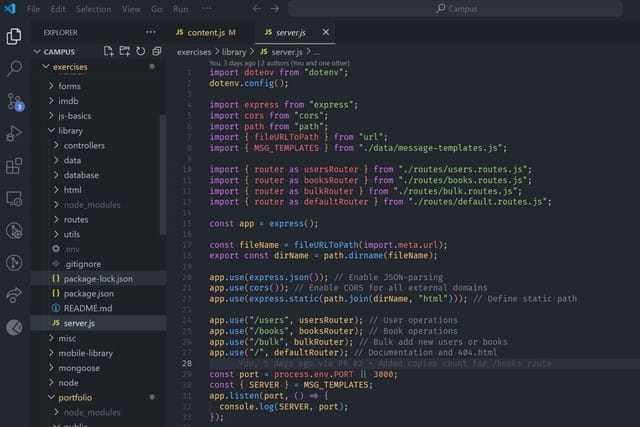 File Edit Selection View Go Run ... Campus
EXPLORER ...
content.js M server.js
CAMPUS
exercises > library > server.js > ...
exercises
forms
imdb
js-basics
library
controllers
data
database
html
node_modules
routes
utils
.env
.gitignore
package-lock.json
package.json
README.md
server.js
misc
mobile-library
mongoose
node
portfolio
node_modules
public
3
You, 3 days ago | 2 authors (You and one other)
1 import dotenv from "dotenv";
2 dotenv.config();
3
4 import express from "express";
5 import cors from "cors";
6 import path from "path";
7 import { fileURLToPath } from "url";
8 import { MSG_TEMPLATES } from "./data/message-templates.js";
9
10 import { router as usersRouter } from "./routes/users.routes.js";
11 import { router as booksRouter } from "./routes/books.routes.js";
12 import { router as bulkRouter } from "./routes/bulk.routes.js";
13 import { router as defaultRouter } from "./routes/default.routes.js";
14
15 const app = express();
16
17 const fileName = fileURLToPath(import.meta.url);
18 export const dirName = path.dirname(fileName);
19
20 app.use(express.json()); // Enable JSON-parsing
21 app.use(cors()); // Enable CORS for all external domains
22 app.use(express.static(path.join(dirName, "html"))); // Define static path
23
24 app.use("/users", usersRouter); // User operations
25 app.use("/books", booksRouter); // Book operations
26 app.use("/bulk", bulkRouter); // Bulk add new users or books
27 app.use("/", defaultRouter); // Documentation and 404.html
28 You, 5 days ago via PR #2 • Added copies count for /books route
29 const port = process.env.PORT || 3000;
30 const { SERVER } = MSG_TEMPLATES;
31 app.listen(port, () => {
32 console.log(SERVER, port);
33 });